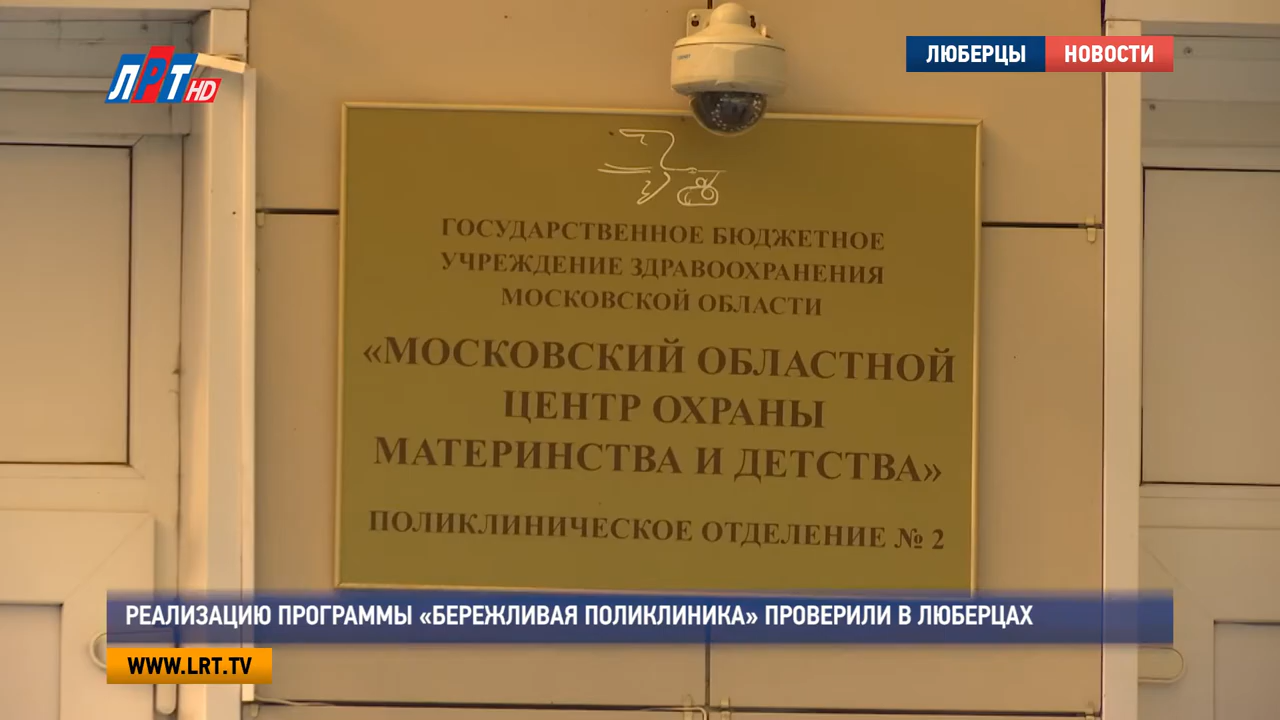 ЛРТ HD
ЛЮБЕРЦЫ НОВОСТИ
ГОСУДАРСТВЕННОЕ БЮДЖЕТНОЕ
УЧРЕЖДЕНИЕ ЗДРАВООХРАНЕНИЯ
МОСКОВСКОЙ ОБЛАСТИ
«МОСКОВСКИЙ ОБЛАСТНОЙ
ЦЕНТР ОХРАНЫ
МАТЕРИНСТВА И ДЕТСТВА»
ПОЛИКЛИНИЧЕСКОЕ ОТДЕЛЕНИЕ № 2
РЕАЛИЗАЦИЮ ПРОГРАММЫ «БЕРЕЖЛИВАЯ ПОЛИКЛИНИКА» ПРОВЕРИЛИ В ЛЮБЕРЦАХ
WWW.LRT.TV